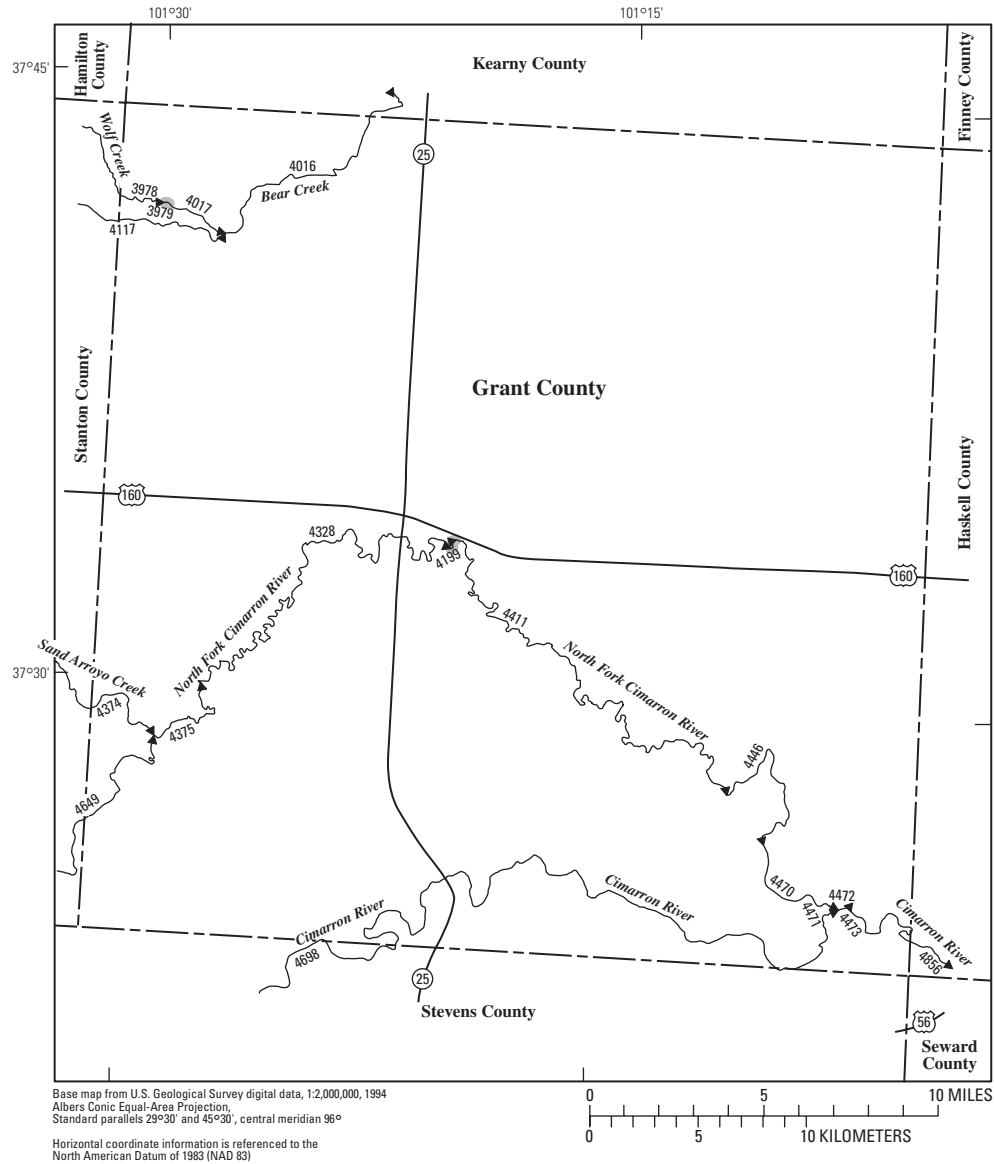 101°30'
101°15'
37°45'
Hamilton
County
Kearny County
Finney County
Wolf Creek
25
4016
Bear Creek
3978
3979
4017
4117
Grant County
Stanton County
Haskell County
160
4328
4199
160
North Fork Cimarron River
4411
Sand Arroyo Creek
37°30'
North Fork Cimarron River
4374
4375
4446
4649
4470
4472
4471
4473
Cimarron River
Cimarron River
Cimarron River
4698
4856
25
Stevens County
56
Seward
County
Base map from U.S. Geological Survey digital data, 1:2,000,000, 1994
Albers Conic Equal-Area Projection,
Standard parallels 29°30' and 45°30', central meridian 96°
Horizontal coordinate information is referenced to the
North American Datum of 1983 (NAD 83)
0 5 10 MILES
0 5 10 KILOMETERS